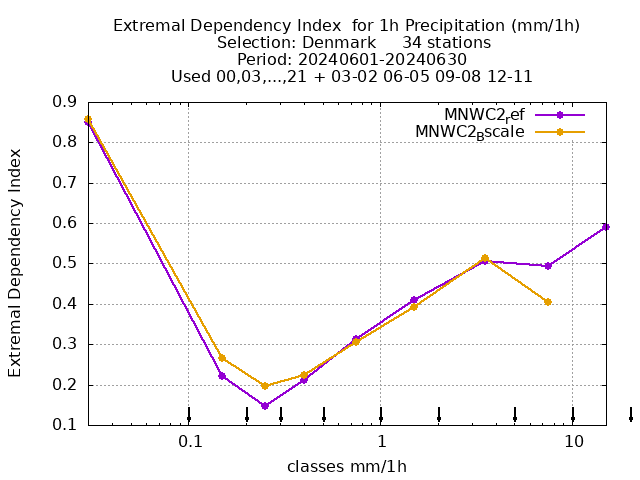 Extremal Dependency Index  for 1h Precipitation (mm/1h)
Selection: Denmark     34 stations
Period: 20240601-20240630
Used 00,03,...,21 + 03-02 06-05 09-08 12-11
MNWC2ref
MNWC2Bscale
Extremal Dependency Index
0.9
0.8
0.7
0.6
0.5
0.4
0.3
0.2
0.1
0.1 1 10
classes mm/1h